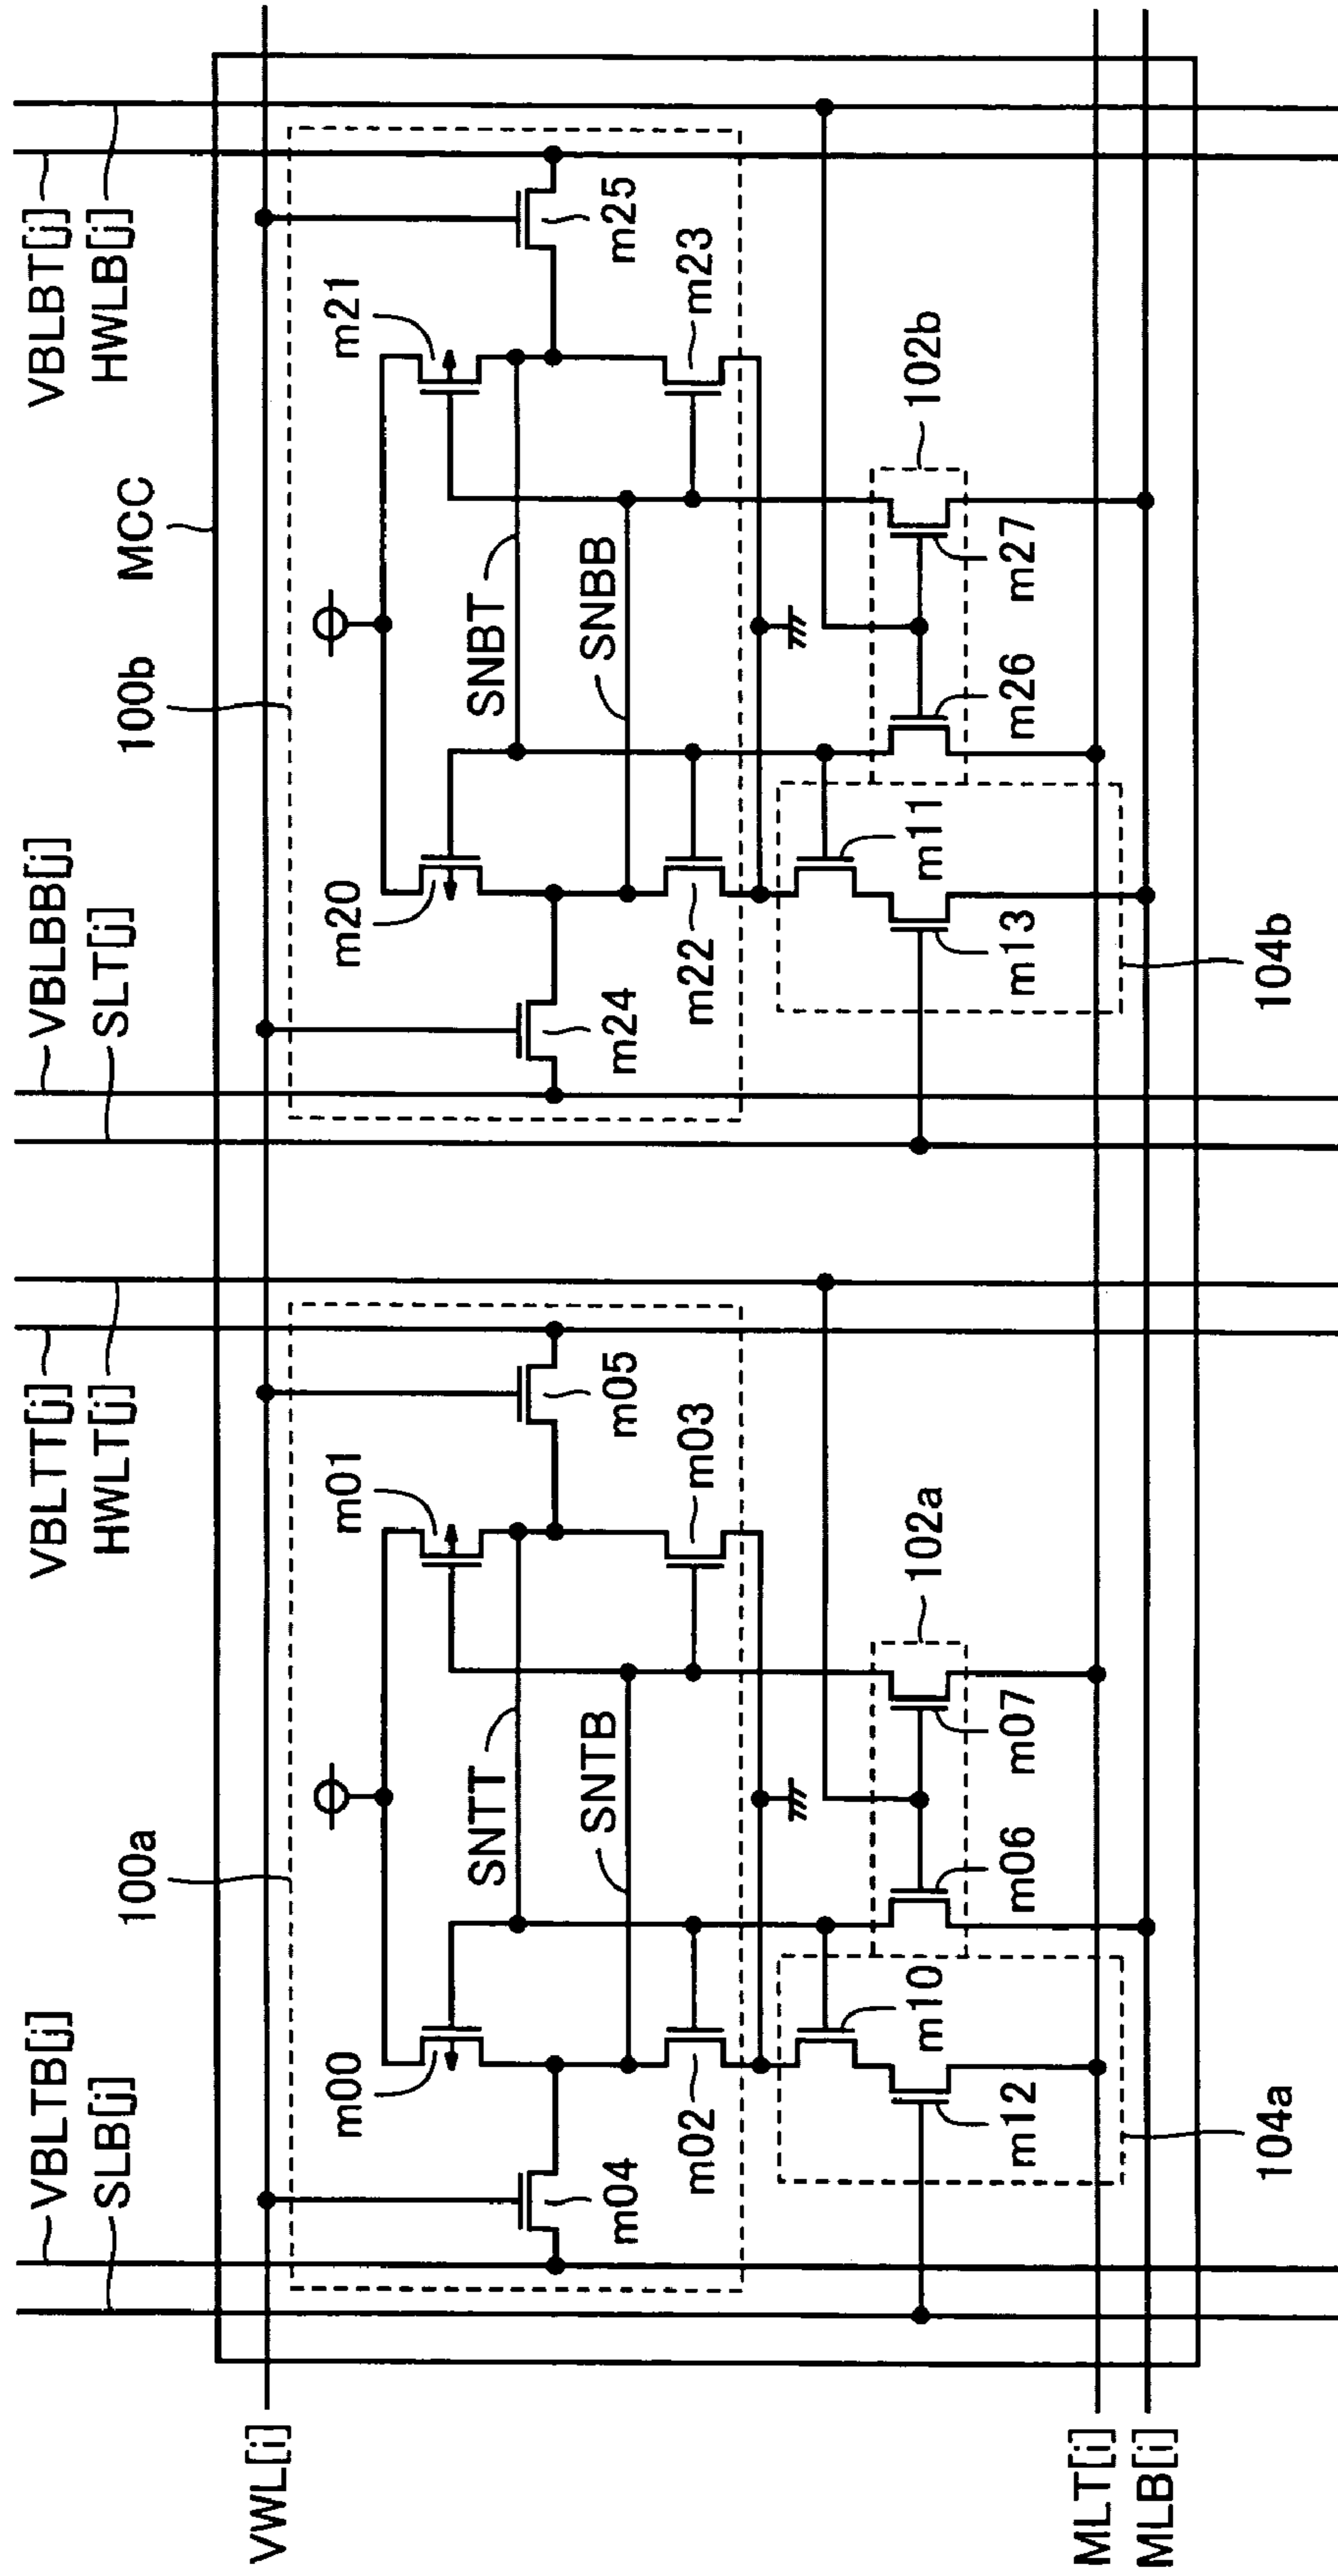 VBLTB[j]
SLB[j]
VBLTT[j]
HWLT[j]
VBLBB[j]
SLT[j]
VBLBT[j]
HWLB[j]
100a
100b
MCC
VWL[i]
m00
m01
m04
m05
SNTT
SNTB
m02
m03
m20
m21
m24
m25
SNBT
SNBB
m22
m23
102a
102b
m10
m12
m06
m07
m11
m13
m26
m27
104a
104b
MLT[i]
MLB[i]